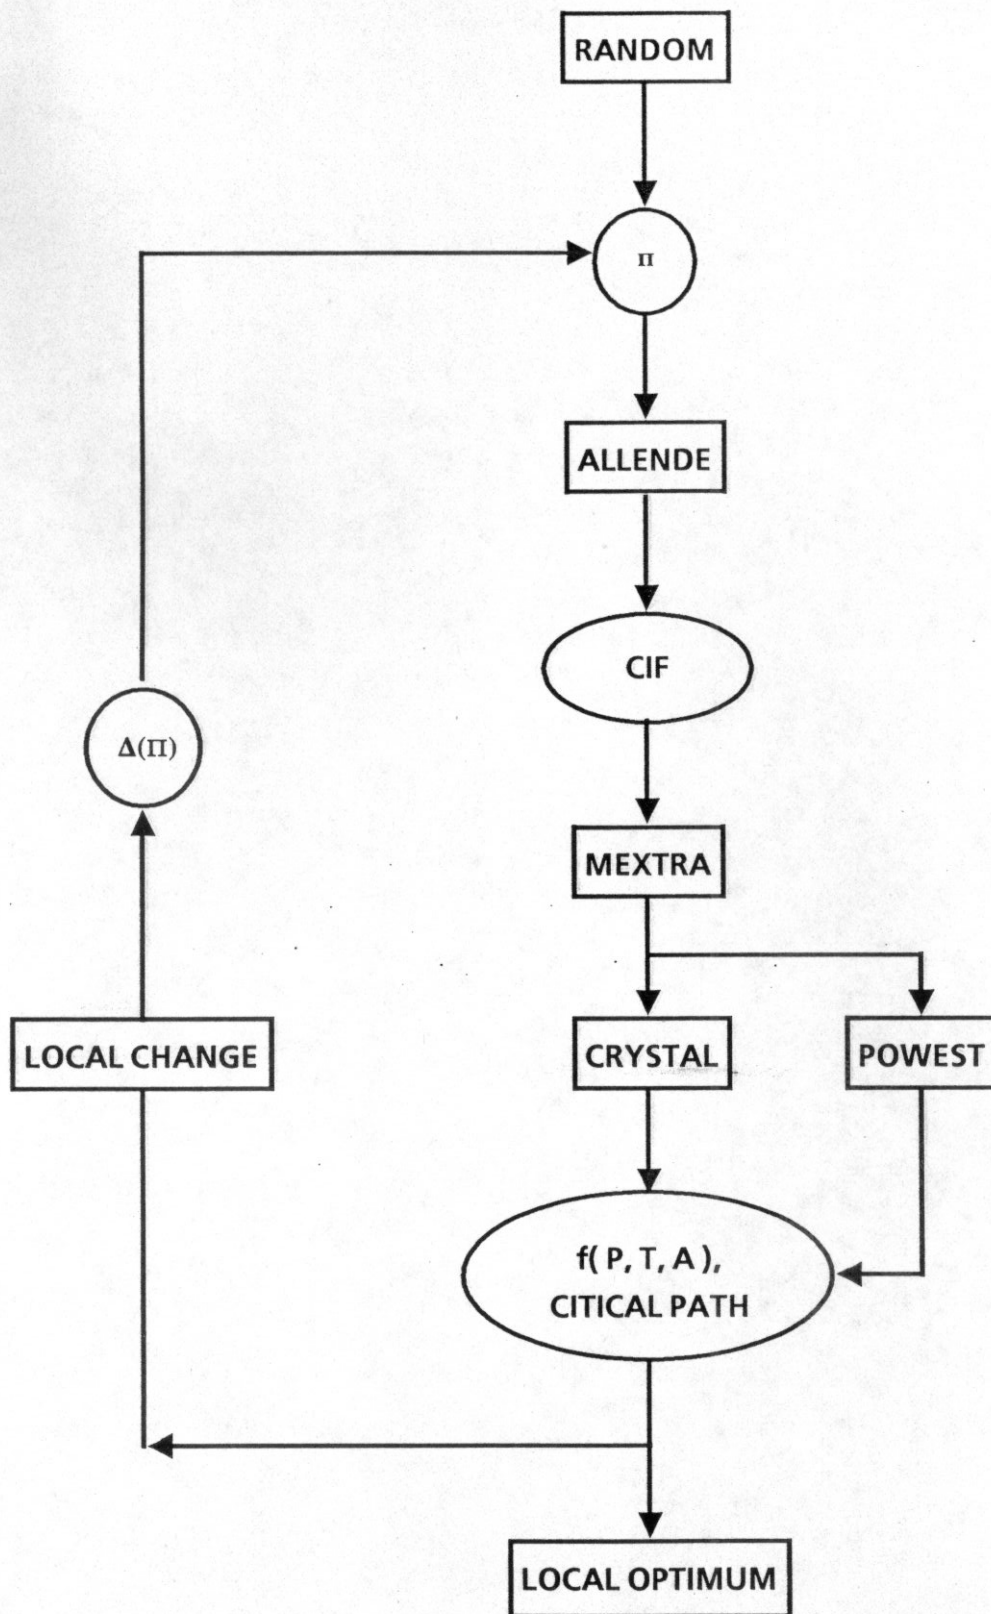 RANDOM
π
ALLENDE
CIF
Δ(Π)
MEXTRA
LOCAL CHANGE
CRYSTAL
POWEST
f( P, T, A ),
CITICAL PATH
LOCAL OPTIMUM